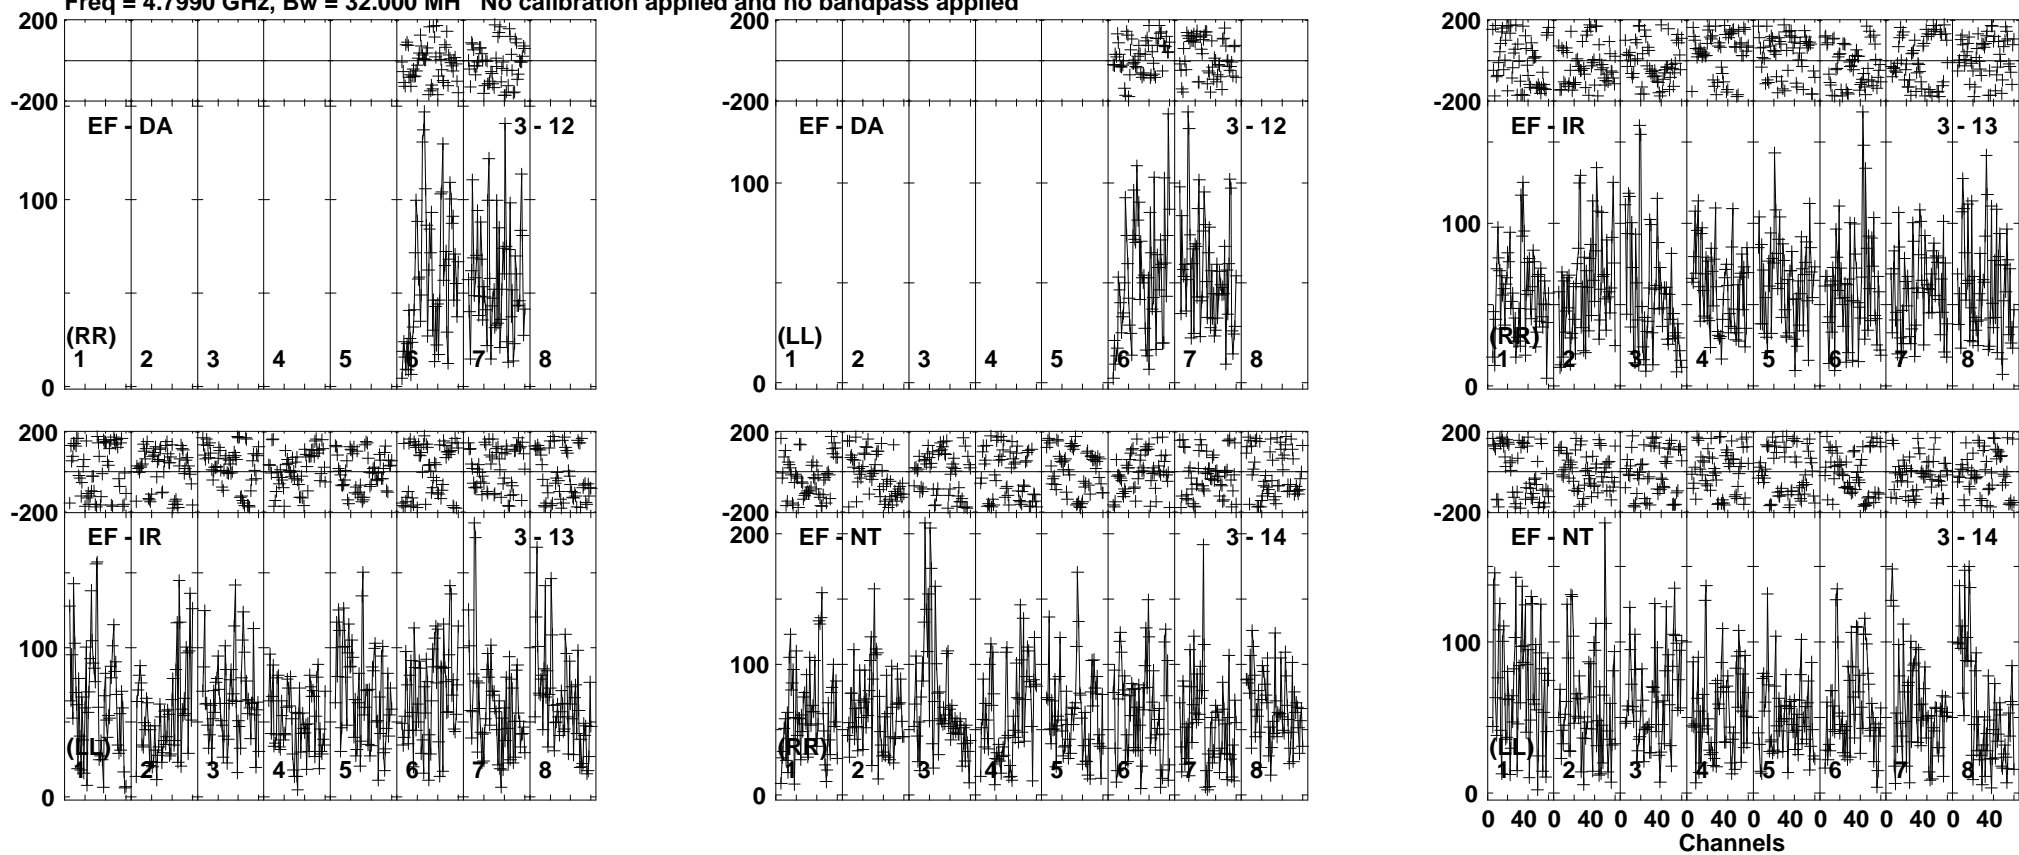 Freq = 4.7990 GHz, Bw = 32.000 MH No calibration applied and no bandpass applied
200
-200
EF - DA 3 - 12
100
(RR)
1 2 3 4 5 6 7 8
0
200
-200
EF - DA 3 - 12
100
(LL)
1 2 3 4 5 6 7 8
0
200
-200
EF - IR 3 - 13
100
(RR)
1 2 3 4 5 6 7 8
0
200
-200
EF - IR 3 - 13
100
(LL)
1 2 3 4 5 6 7 8
0
200
-200
EF - NT 3 - 14
200
100
(RR)
1 2 3 4 5 6 7 8
0
200
-200
EF - NT 3 - 14
100
(LL)
1 2 3 4 5 6 7 8
0
0 40 0 40 0 40 0 40 0 40 0 40 0 40 0 40
Channels